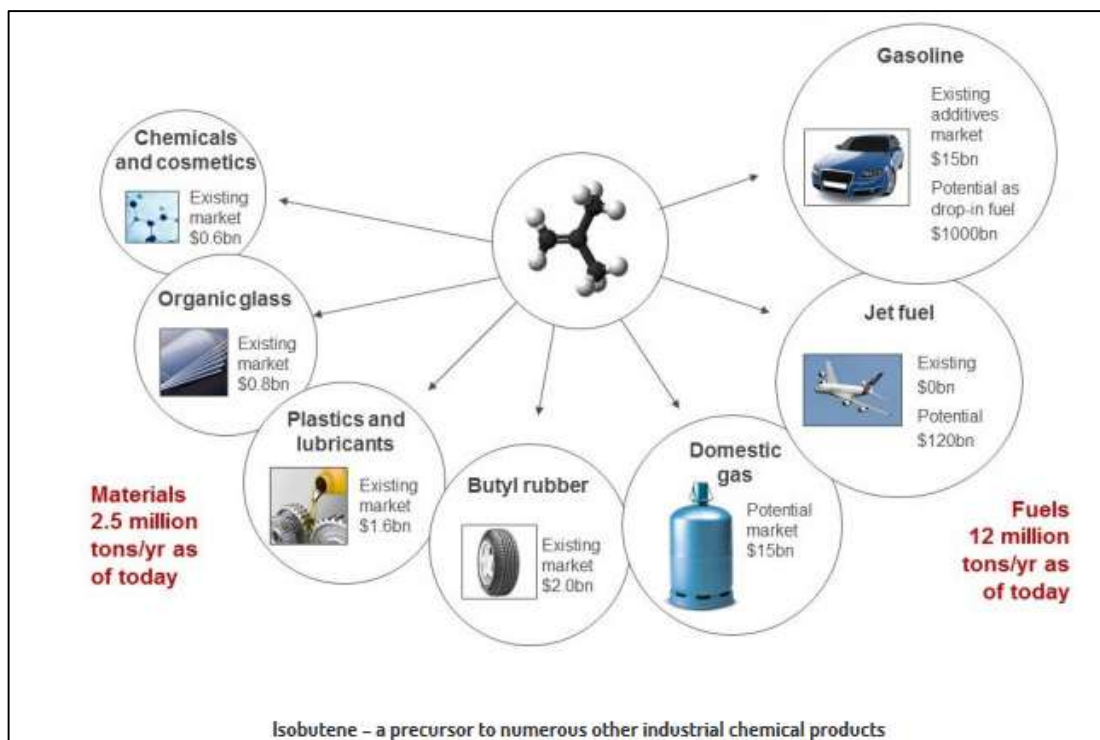 Gasoline
Existing
additives
market
$15bn
Potential as
drop-in fuel
$1000bn
Chemicals
and cosmetics
Existing
market
$0.6bn
Organic glass
Existing
market
$0.8bn
Jet fuel
Existing
$0bn
Potential
$120bn
Plastics and
lubricants
Existing
market
$1.6bn
Butyl rubber
Existing
market
$2.0bn
Domestic
gas
Potential
market
$15bn
Materials
2.5 million
tons/yr as
of today
Fuels
12 million
tons/yr as
of today
Isobutene – a precursor to numerous other industrial chemical products